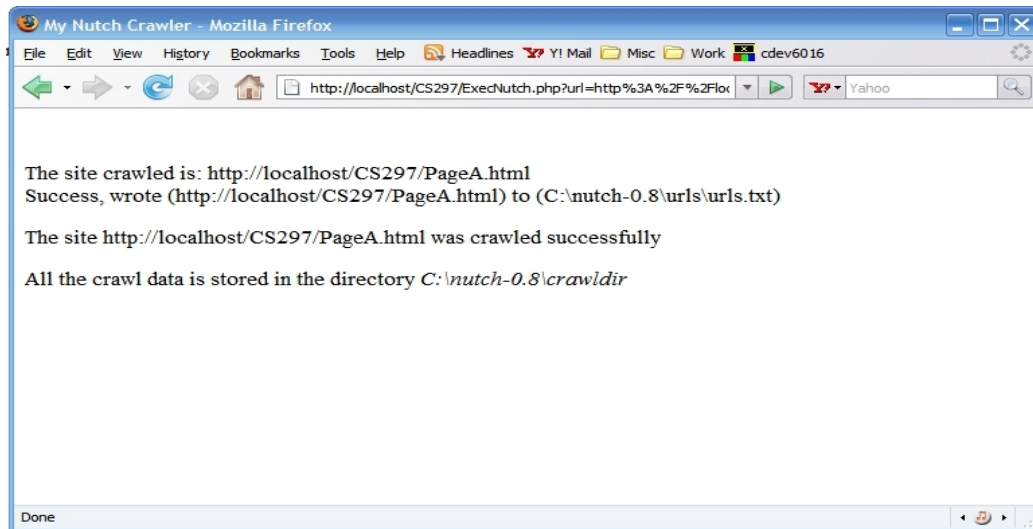 My Nutch Crawler - Mozilla Firefox
File Edit View History Bookmarks Tools Help Headlines Y! Mail Misc Work cdev6016
http://localhost/CS297/ExecNutch.php?url=http%3A%2F%2Floc Yahoo
The site crawled is: http://localhost/CS297/PageA.html
Success, wrote (http://localhost/CS297/PageA.html) to (C:\nutch-0.8\urls\urls.txt)
The site http://localhost/CS297/PageA.html was crawled successfully
All the crawl data is stored in the directory C:\nutch-0.8\crawldir
Done